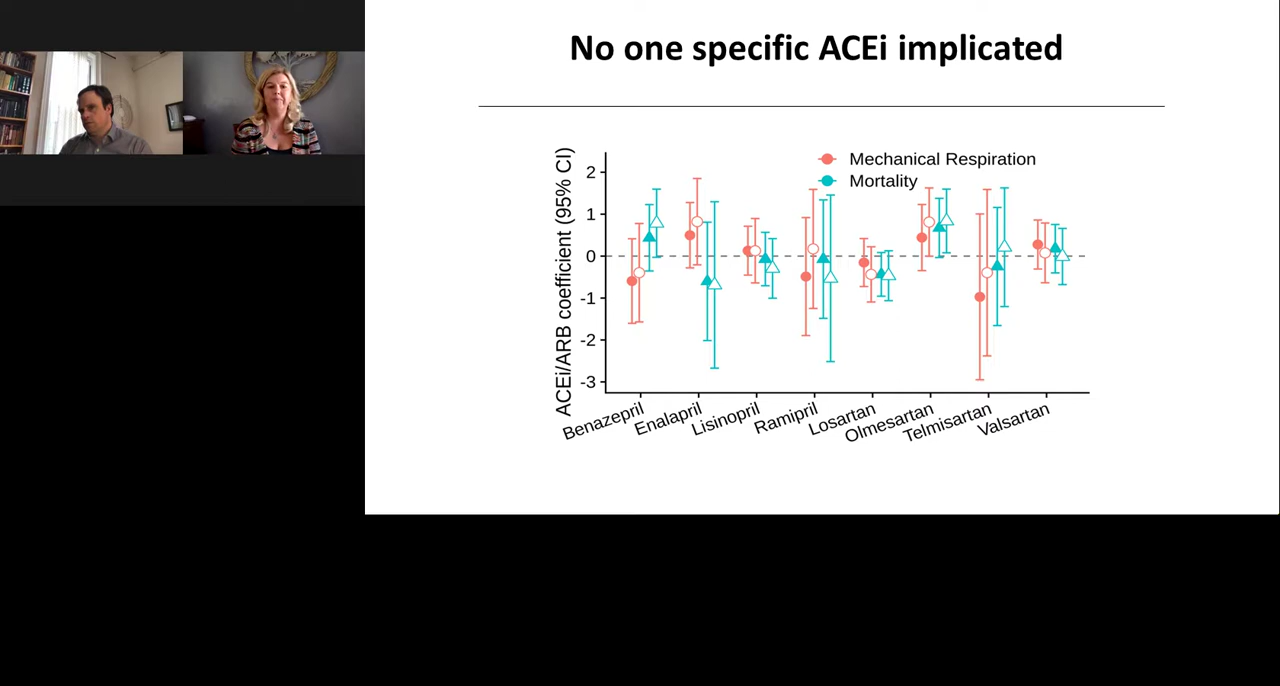 No one specific ACEi implicated
ACEi/ARB coefficient (95% CI)
2
1
0
-1
-2
-3
Mechanical Respiration
Mortality
Benazepril
Enalapril
Lisinopril
Ramipril
Losartan
Olmesartan
Telmisartan
Valsartan